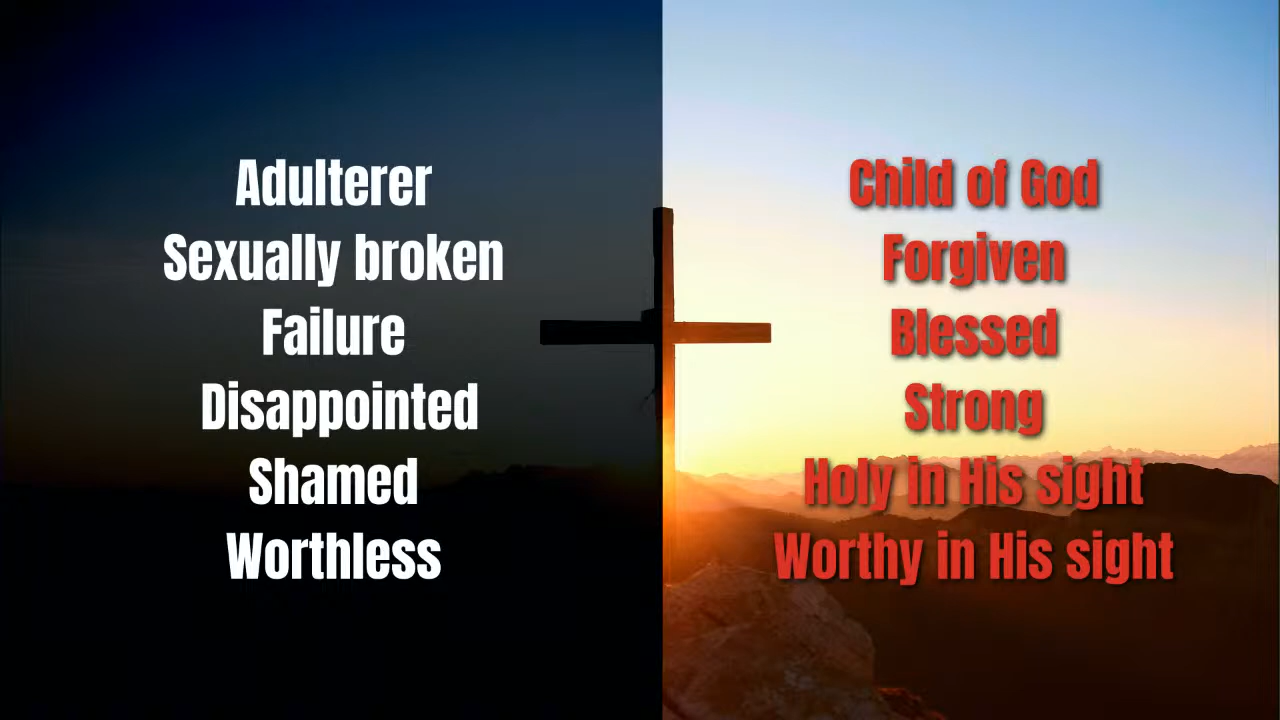 Adulterer
Sexually broken
Failure
Disappointed
Shamed
Worthless
Child of God
Forgiven
Blessed
Strong
Holy in His sight
Worthy in His sight